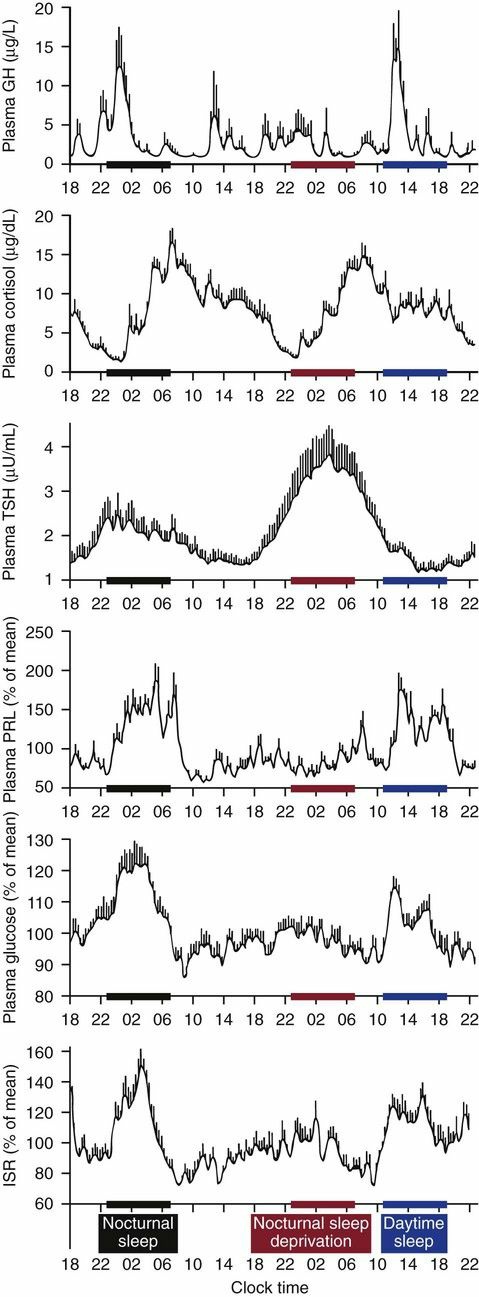 Plasma GH (μg/L)
20
15
10
5
0
18 22 02 06 10 14 18 22 02 06 10 14 18 22
Plasma cortisol (μg/dL)
20
15
10
5
0
18 22 02 06 10 14 18 22 02 06 10 14 18 22
Plasma TSH (μU/mL)
4
3
2
1
18 22 02 06 10 14 18 22 02 06 10 14 18 22
Plasma PRL (% of mean)
250
200
150
100
50
18 22 02 06 10 14 18 22 02 06 10 14 18 22
Plasma glucose (% of mean)
130
120
110
100
90
80
18 22 02 06 10 14 18 22 02 06 10 14 18 22
ISR (% of mean)
160
140
120
100
80
60
Nocturnal
sleep
Nocturnal sleep
deprivation
Daytime
sleep
18 22 02 06 10 14 18 22 02 06 10 14 18 22
Clock time